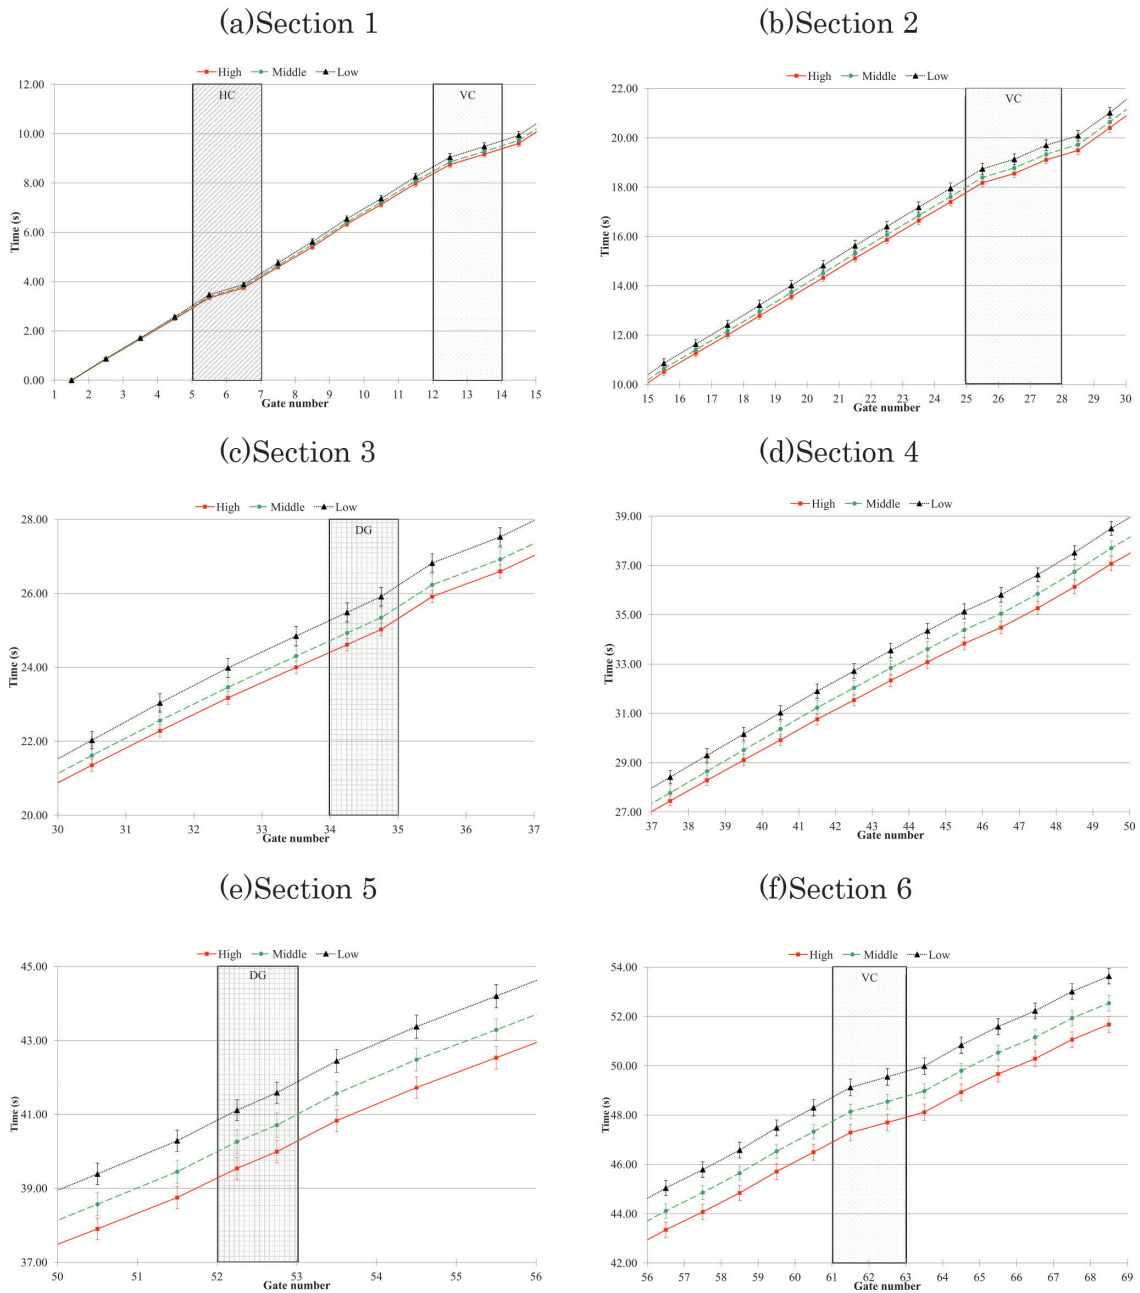 (a)Section 1
High Middle Low
12.00
10.00
8.00
6.00
4.00
2.00
0.00
Time (s)
HC
VC
1 2 3 4 5 6 7 8 9 10 11 12 13 14 15
Gate number
(b)Section 2
High Middle Low
22.00
20.00
18.00
16.00
14.00
12.00
10.00
Time (s)
VC
15 16 17 18 19 20 21 22 23 24 25 26 27 28 29 30
Gate number
(c)Section 3
High Middle Low
28.00
26.00
24.00
22.00
20.00
Time (s)
DG
30 31 32 33 34 35 36 37
Gate number
(d)Section 4
High Middle Low
39.00
37.00
35.00
33.00
31.00
29.00
27.00
Time (s)
37 38 39 40 41 42 43 44 45 46 47 48 49 50
Gate number
(e)Section 5
High Middle Low
45.00
43.00
41.00
39.00
37.00
Time (s)
DG
50 51 52 53 54 55 56
Gate number
(f)Section 6
High Middle Low
54.00
52.00
50.00
48.00
46.00
44.00
42.00
Time (s)
VC
56 57 58 59 60 61 62 63 64 65 66 67 68 69
Gate number